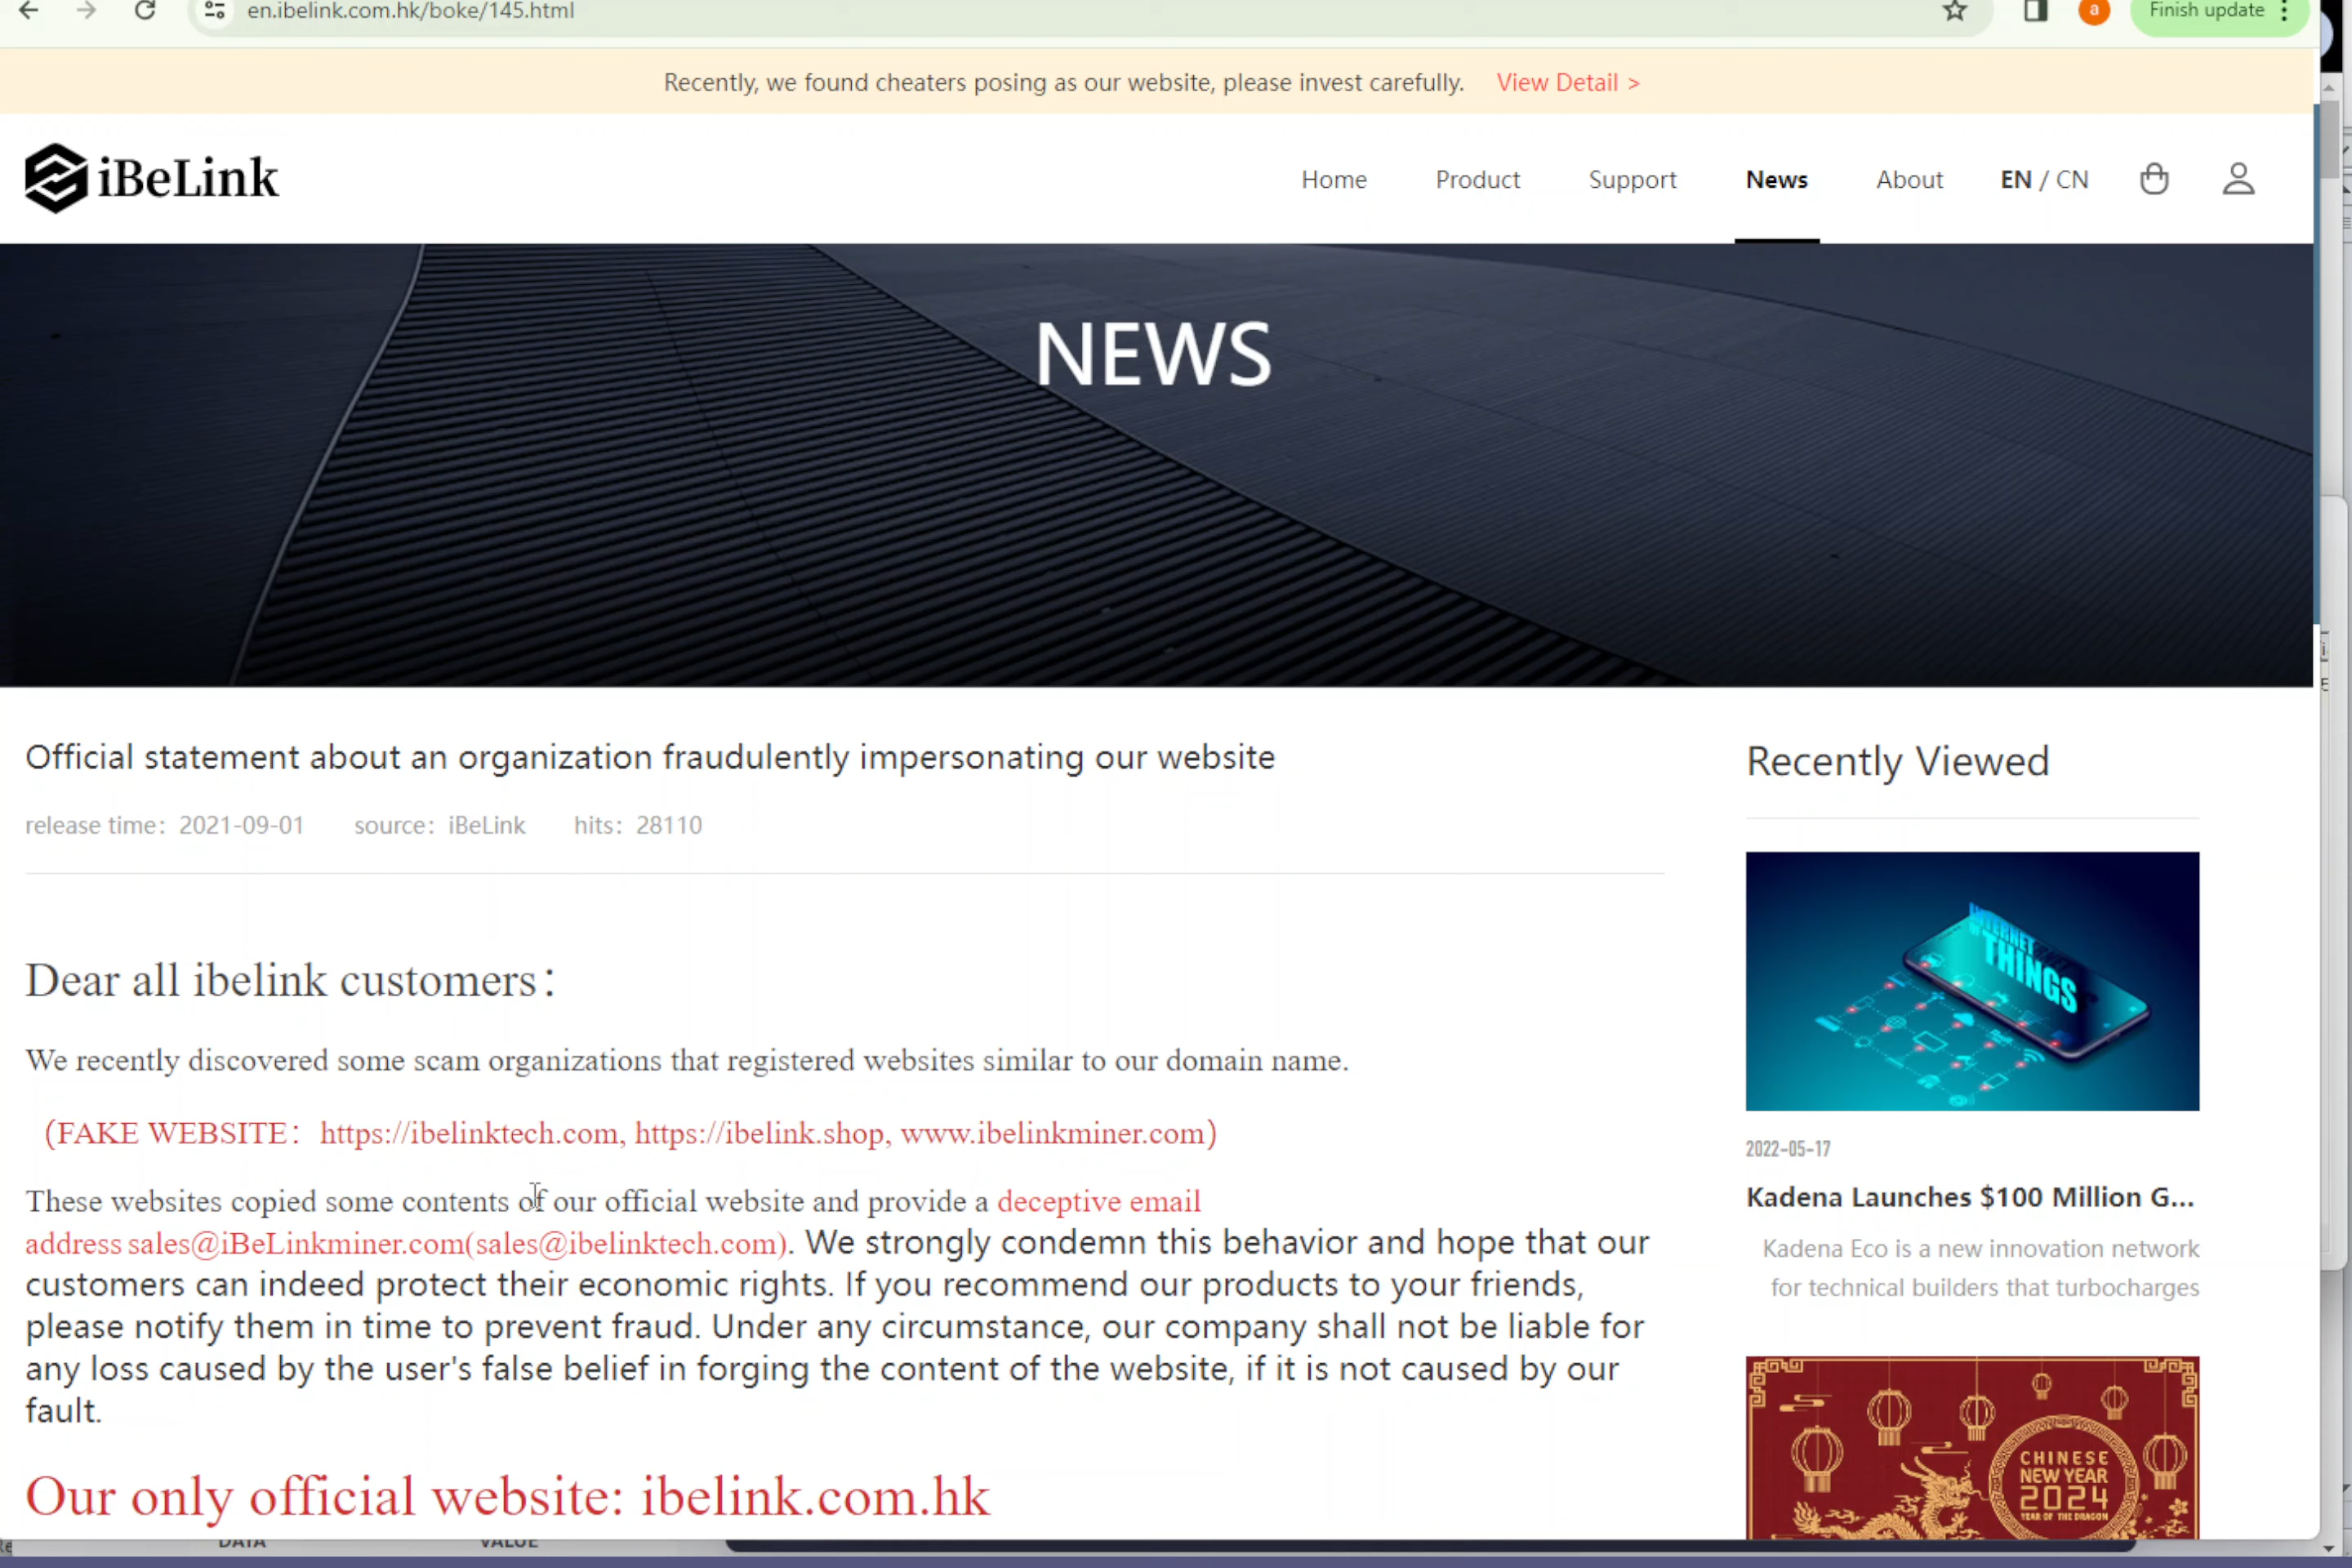 en.ibelink.com.hk/boke/145.html
a
Finish update
Recently, we found cheaters posing as our website, please invest carefully. View Detail >
iBeLink
Home Product Support News About EN / CN
NEWS
Official statement about an organization fraudulently impersonating our website
release time: 2021-09-01 source: iBeLink hits: 28110
Dear all ibelink customers:
We recently discovered some scam organizations that registered websites similar to our domain name.
(FAKE WEBSITE: https://ibelinktech.com, https://ibelink.shop, www.ibelinkminer.com)
These websites copied some contents of our official website and provide a deceptive email
address sales@iBeLinkminer.com(sales@ibelinktech.com). We strongly condemn this behavior and hope that our
customers can indeed protect their economic rights. If you recommend our products to your friends,
please notify them in time to prevent fraud. Under any circumstance, our company shall not be liable for
any loss caused by the user's false belief in forging the content of the website, if it is not caused by our
fault.
Our only official website: ibelink.com.hk
Recently Viewed
INTERNET
OF
THINGS
2022-05-17
Kadena Launches $100 Million G...
Kadena Eco is a new innovation network
for technical builders that turbocharges
CHINESE
NEW YEAR
2024
YEAR OF THE DRAGON
DATA VALUE